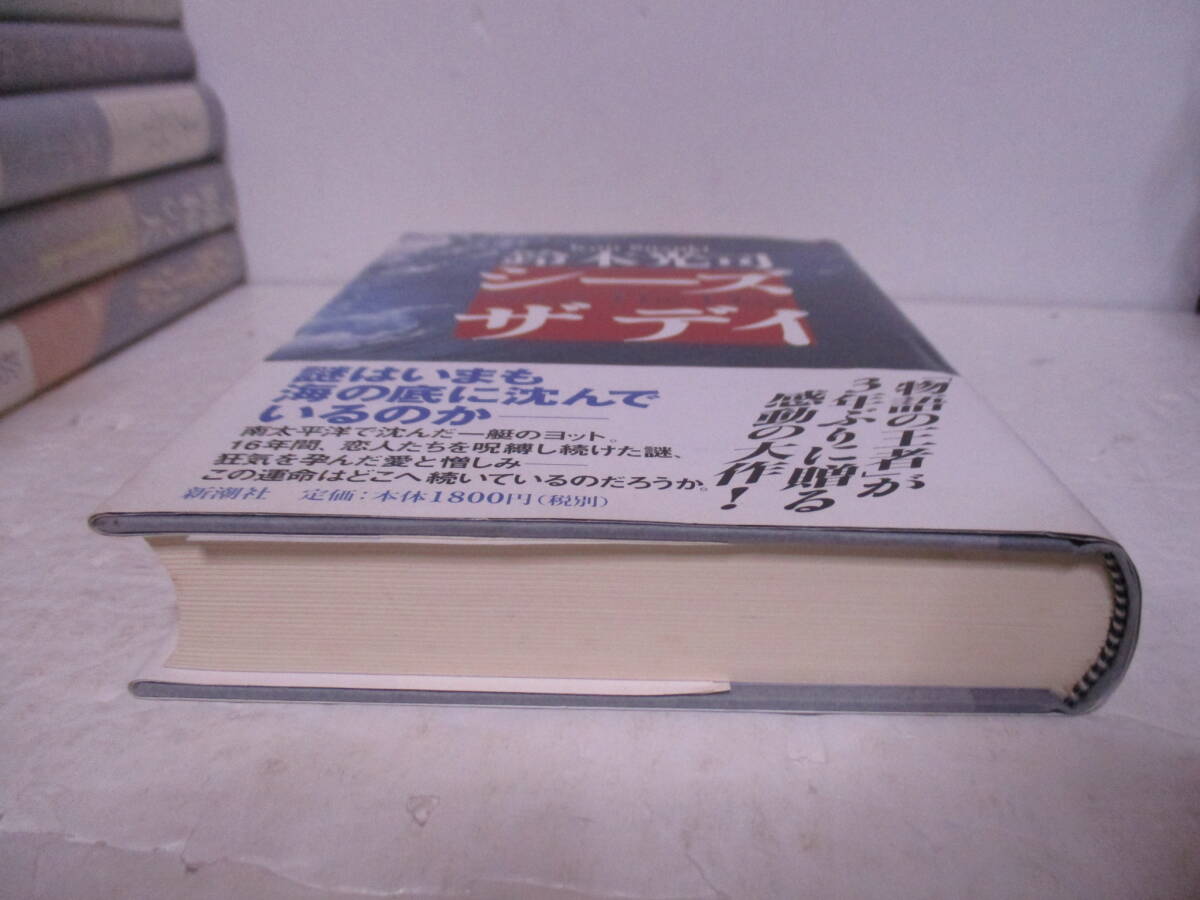 Koji Suzuki
鈴木光司
シーズ
ザ デイ
謎はいまも
海の底に沈んで
いるのか――
南太平洋で沈んだ一艇のヨット。
16年間、恋人たちを呪縛し続けた謎、
狂気を孕んだ愛と憎しみ――
この運命はどこへ続いているのだろうか。
新潮社 定価：本体1800円（税別）
「物語の王者」が
3年ぶりに贈る
感動の大作！